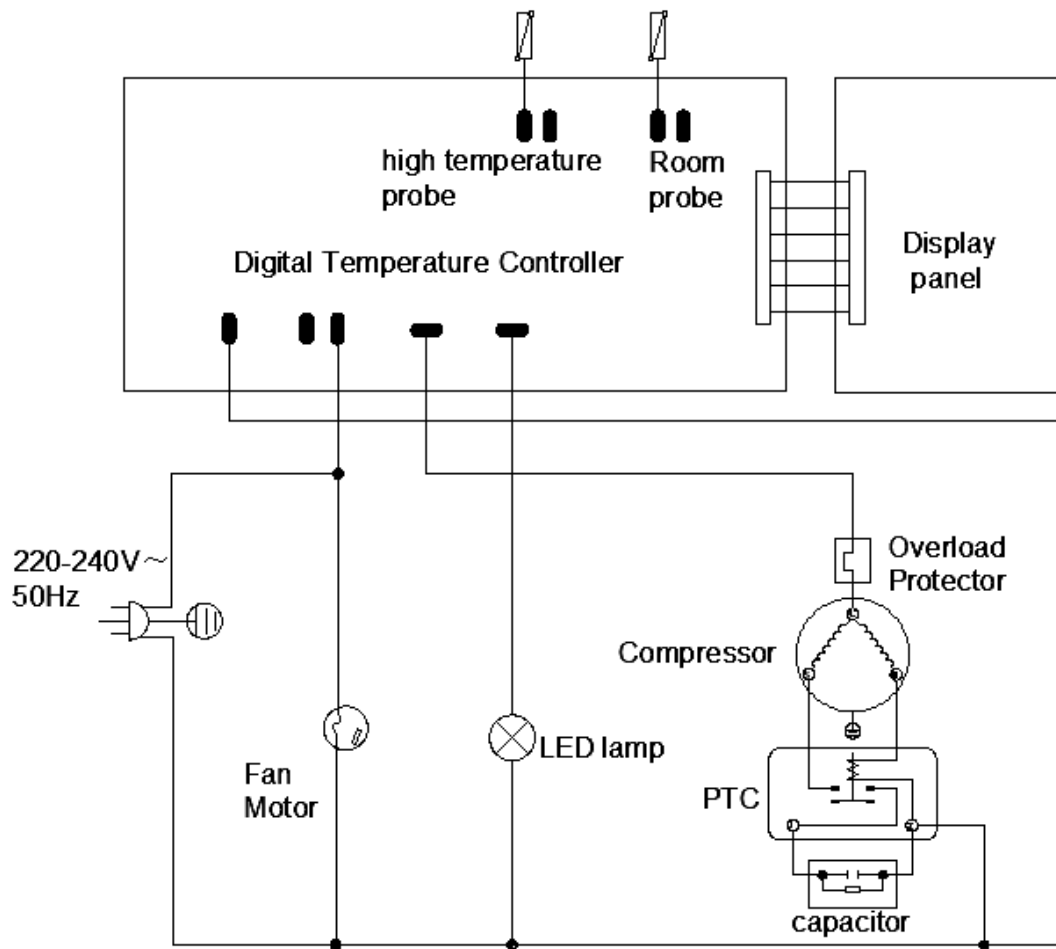 high temperature
probe
Room
probe
Digital Temperature Controller
Display
panel
220-240V~
50Hz
Overload
Protector
Compressor
LED lamp
Fan
Motor
PTC
capacitor